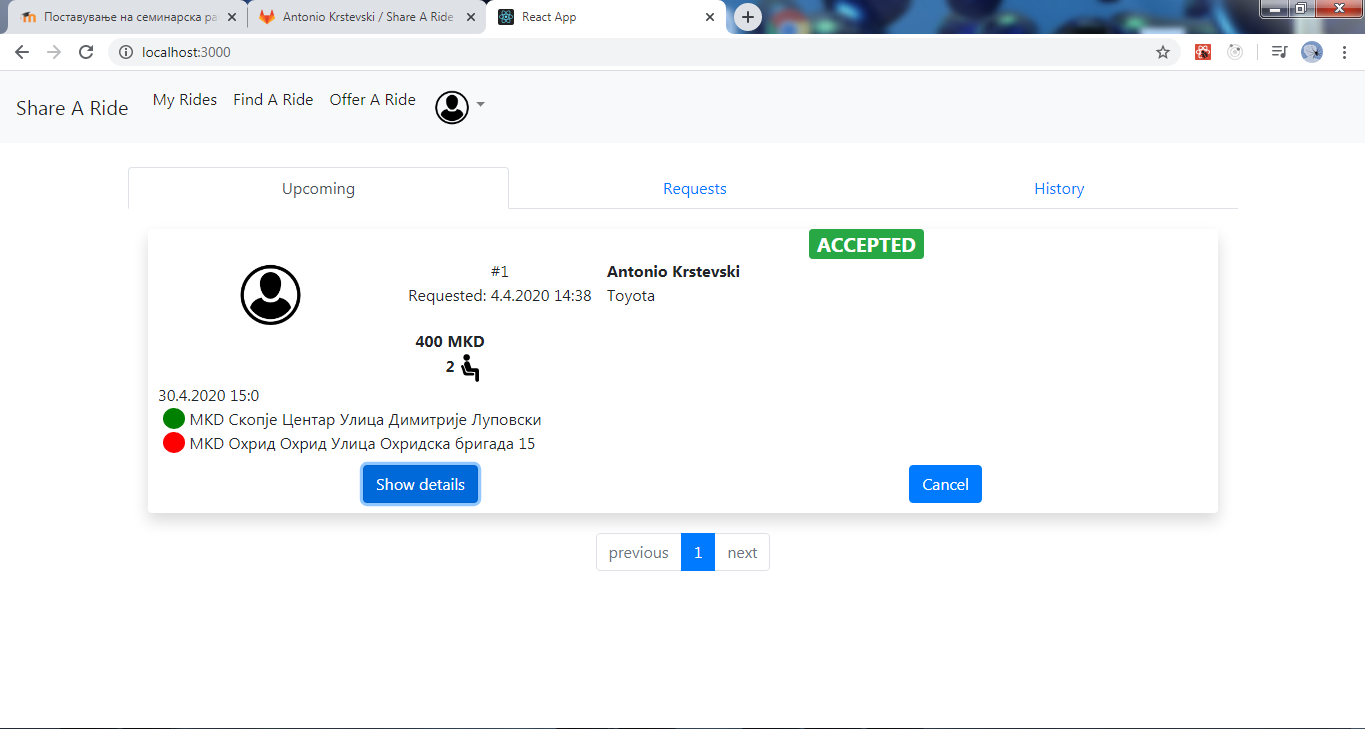 Поставување на семинарска ра
Antonio Krstevski / Share A Ride
React App
localhost:3000
Share A Ride
My Rides
Find A Ride
Offer A Ride
Upcoming
Requests
History
ACCEPTED
#1
Antonio Krstevski
Requested: 4.4.2020 14:38
Toyota
400 MKD
2
30.4.2020 15:0
MKD Скопје Центар Улица Димитрије Луповски
MKD Охрид Охрид Улица Охридска бригада 15
Show details
Cancel
previous
1
next